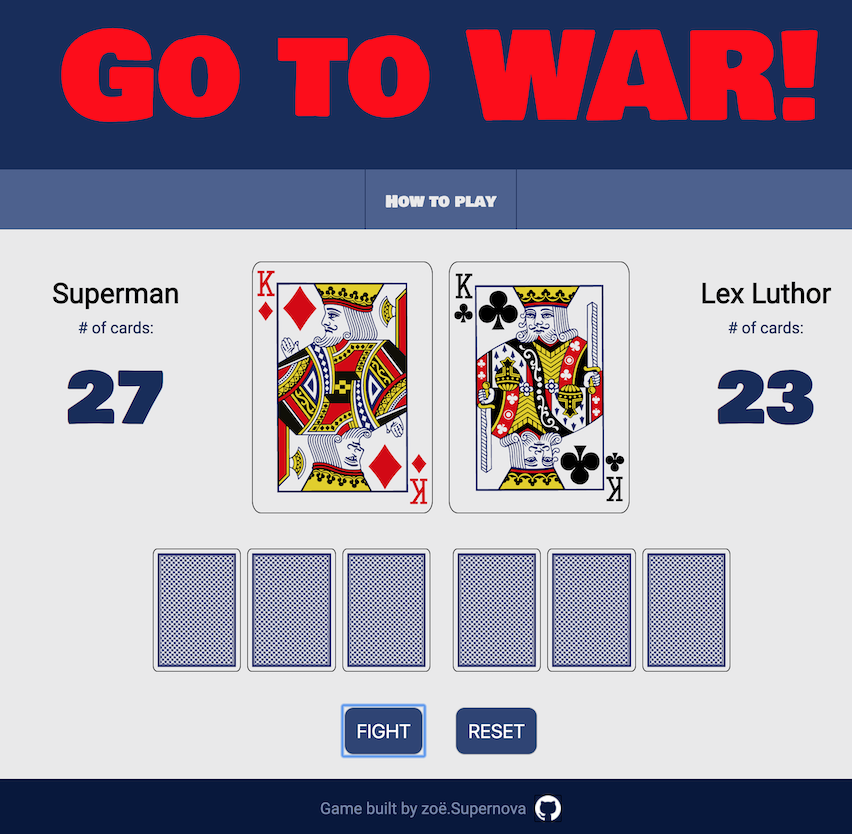 Go to WAR!
How to play
K
K
Superman
Lex Luthor
# of cards:
# of cards:
27
23
K
K
FIGHT
RESET
Game built by zoë.Supernova